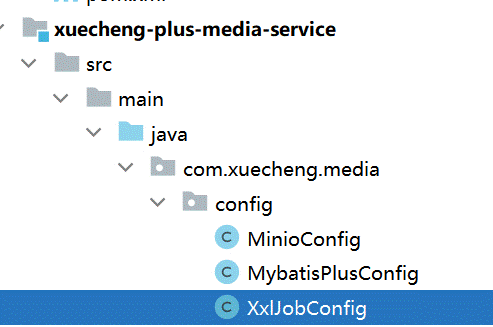 xuecheng-plus-media-service
src
main
java
com.xuecheng.media
config
MinioConfig
MybatisPlusConfig
XxlJobConfig